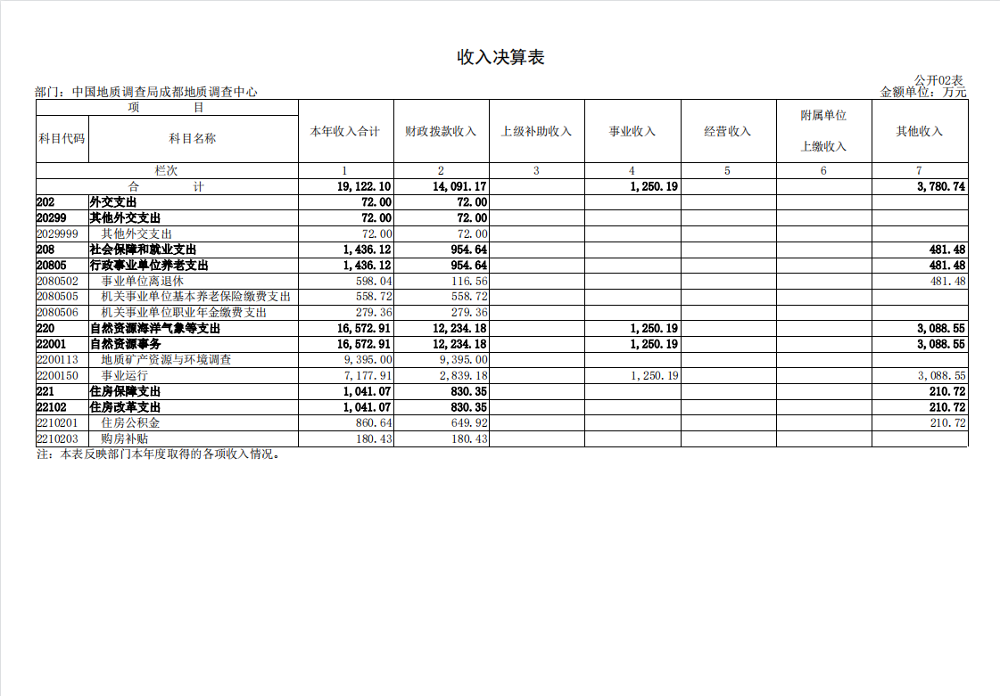 收入决算表
公开02表
部门：中国地质调查局成都地质调查中心 金额单位：万元
项 目 本年收入合计 财政拨款收入 上级补助收入 事业收入 经营收入 附属单位上缴收入 其他收入
科目代码 科目名称
栏次 1 2 3 4 5 6 7
合 计 19,122.10 14,091.17 1,250.19 3,780.74
202 外交支出 72.00 72.00
20299 其他外交支出 72.00 72.00
2029999 其他外交支出 72.00 72.00
208 社会保障和就业支出 1,436.12 954.64 481.48
20805 行政事业单位养老支出 1,436.12 954.64 481.48
2080502 事业单位离退休 598.04 116.56 481.48
2080505 机关事业单位基本养老保险缴费支出 558.72 558.72
2080506 机关事业单位职业年金缴费支出 279.36 279.36
220 自然资源海洋气象等支出 16,572.91 12,234.18 1,250.19 3,088.55
22001 自然资源事务 16,572.91 12,234.18 1,250.19 3,088.55
2200113 地质矿产资源与环境调查 9,395.00 9,395.00
2200150 事业运行 7,177.91 2,839.18 1,250.19 3,088.55
221 住房保障支出 1,041.07 830.35 210.72
22102 住房改革支出 1,041.07 830.35 210.72
2210201 住房公积金 860.64 649.92 210.72
2210203 购房补贴 180.43 180.43
注：本表反映部门本年度取得的各项收入情况。